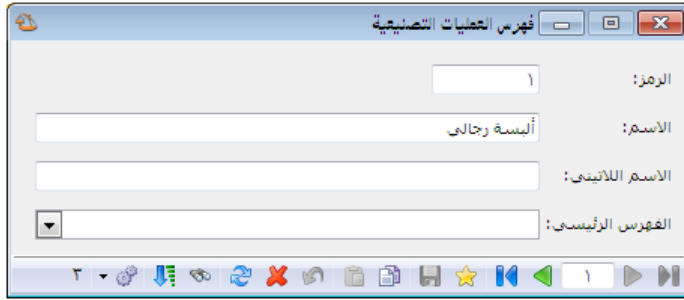 فهرس العمليات التصنيعية
الرمز: ١
الاسم: ألبسة رجالي
الاسم اللاتيني:
الفهرس الرئيسي:
١ ٣